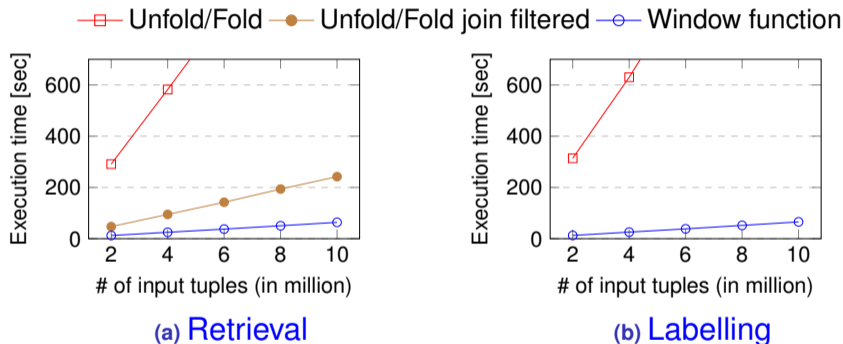 Unfold/Fold Unfold/Fold join filtered Window function
Execution time [sec]
600
400
200
0
2 4 6 8 10
# of input tuples (in million)
(a) Retrieval
Execution time [sec]
600
400
200
0
2 4 6 8 10
# of input tuples (in million)
(b) Labelling